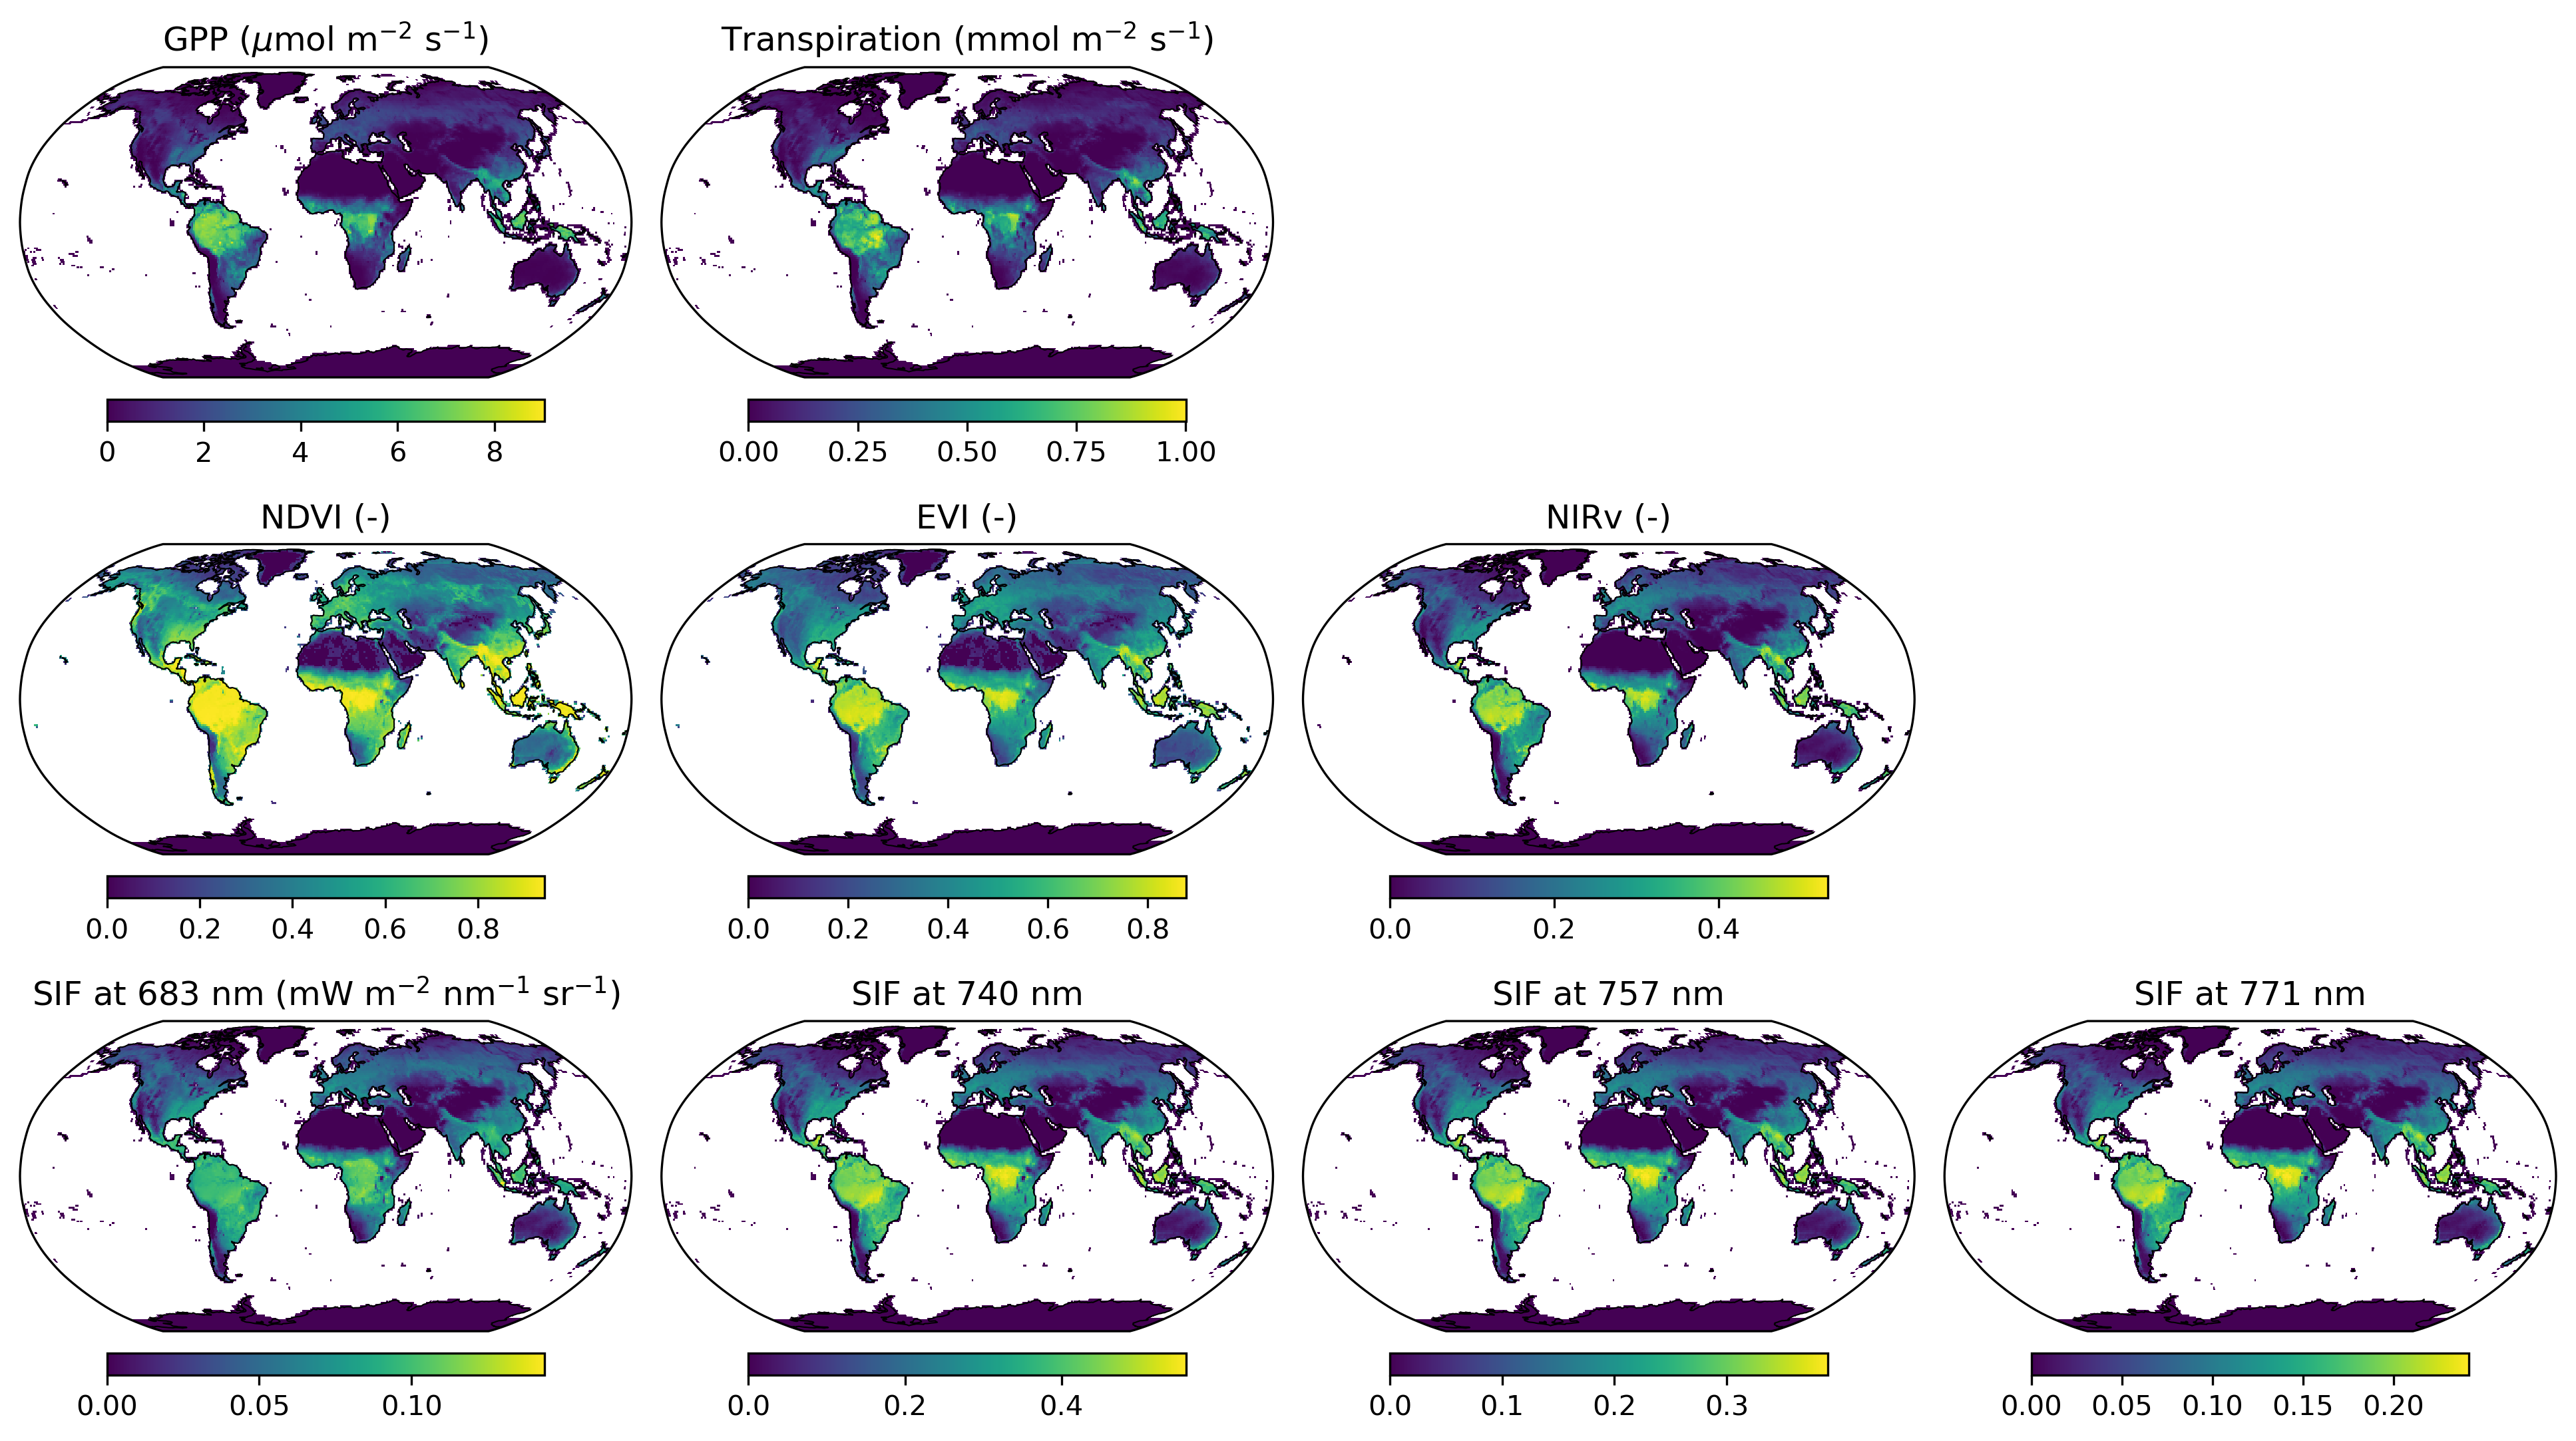 GPP (μmol m⁻² s⁻¹)
Transpiration (mmol m⁻² s⁻¹)
0 2 4 6 8
0.00 0.25 0.50 0.75 1.00
NDVI (-)
EVI (-)
NIRv (-)
0.0 0.2 0.4 0.6 0.8
0.0 0.2 0.4 0.6 0.8
0.0 0.2 0.4
SIF at 683 nm (mW m⁻² nm⁻¹ sr⁻¹)
SIF at 740 nm
SIF at 757 nm
SIF at 771 nm
0.00 0.05 0.10
0.0 0.2 0.4
0.0 0.1 0.2 0.3
0.00 0.05 0.10 0.15 0.20